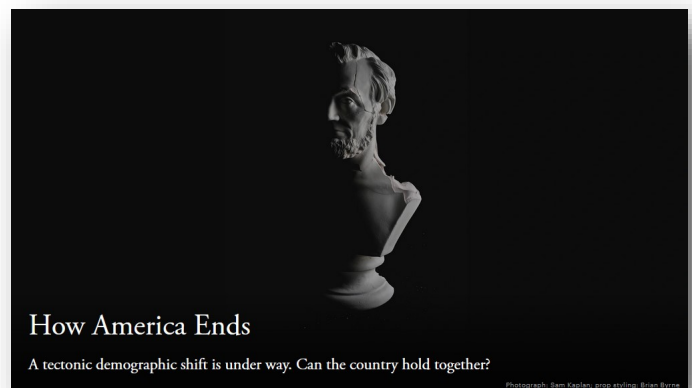 How America Ends
A tectonic demographic shift is under way. Can the country hold together?
Photograph: Sam Kaplan; prop styling: Brian Byrne